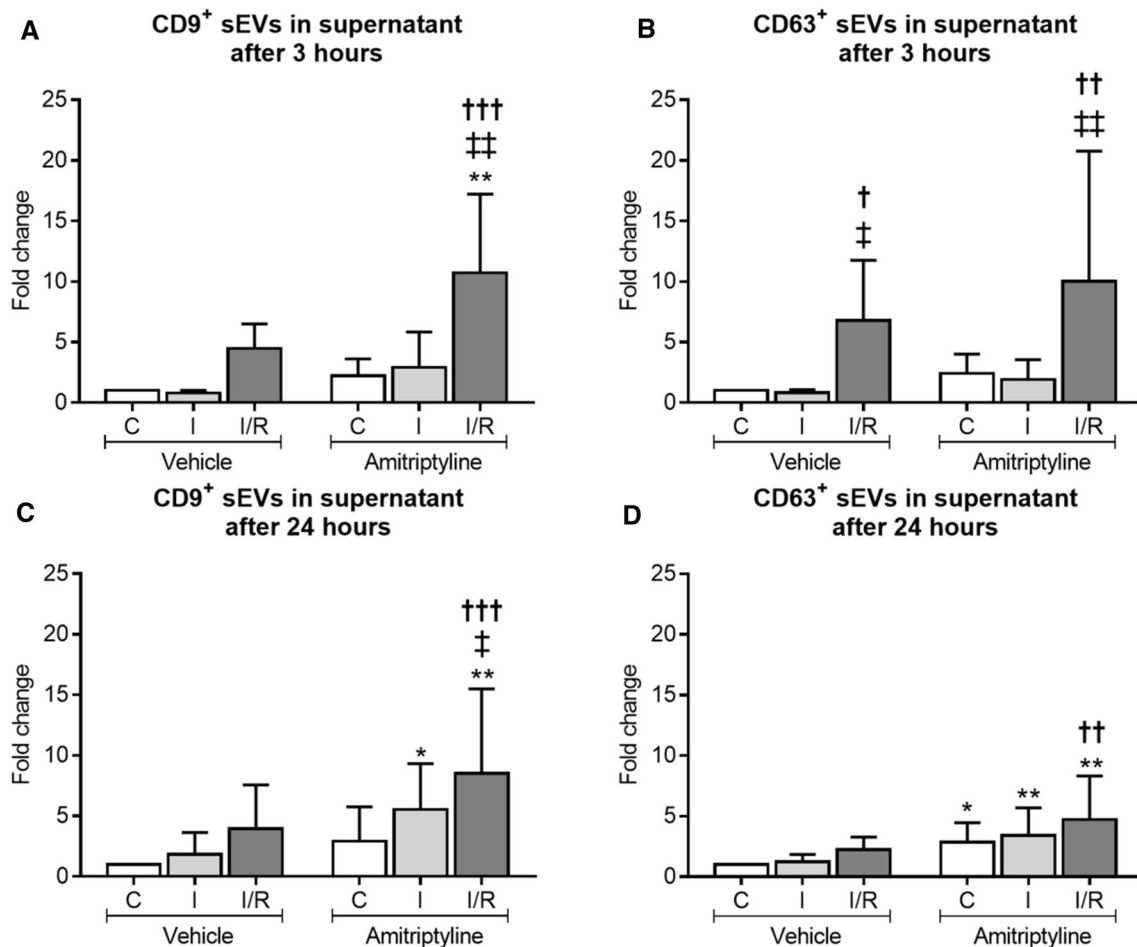 A
CD9+ sEVs in supernatant
after 3 hours
Fold change
25
20
15
10
5
0
†††
‡‡
**
C I I/R C I I/R
Vehicle Amitriptyline
B
CD63+ sEVs in supernatant
after 3 hours
Fold change
25
20
15
10
5
0
†
‡
††
‡‡
C I I/R C I I/R
Vehicle Amitriptyline
C
CD9+ sEVs in supernatant
after 24 hours
Fold change
25
20
15
10
5
0
†††
‡
* **
C I I/R C I I/R
Vehicle Amitriptyline
D
CD63+ sEVs in supernatant
after 24 hours
Fold change
25
20
15
10
5
0
††
* ** **
C I I/R C I I/R
Vehicle Amitriptyline